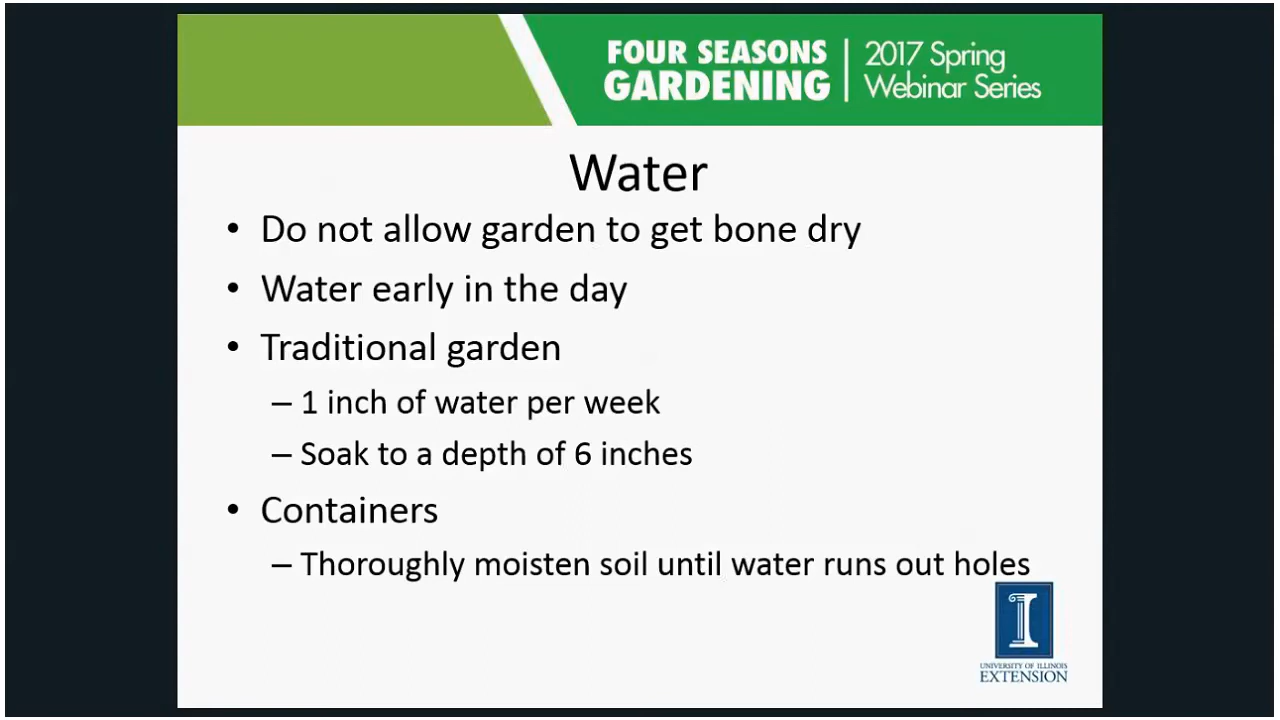 FOUR SEASONS
GARDENING
2017 Spring
Webinar Series
Water
• Do not allow garden to get bone dry
• Water early in the day
• Traditional garden
– 1 inch of water per week
– Soak to a depth of 6 inches
• Containers
– Thoroughly moisten soil until water runs out holes
I
UNIVERSITY OF ILLINOIS
EXTENSION